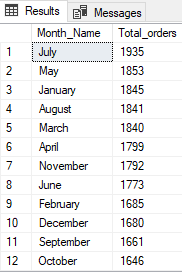 Results Messages
Month_Name Total_orders
1 July 1935
2 May 1853
3 January 1845
4 August 1841
5 March 1840
6 April 1799
7 November 1792
8 June 1773
9 February 1685
10 December 1680
11 September 1661
12 October 1646